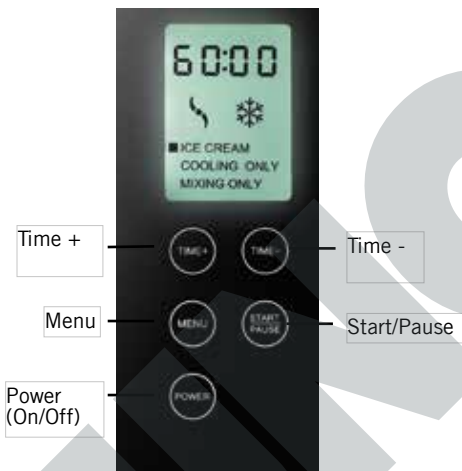 60:00
ICE CREAM
COOLING ONLY
MIXING ONLY
Time +
TIME+
TIME-
Time -
Menu
MENU
START
PAUSE
Start/Pause
Power
(On/Off)
POWER